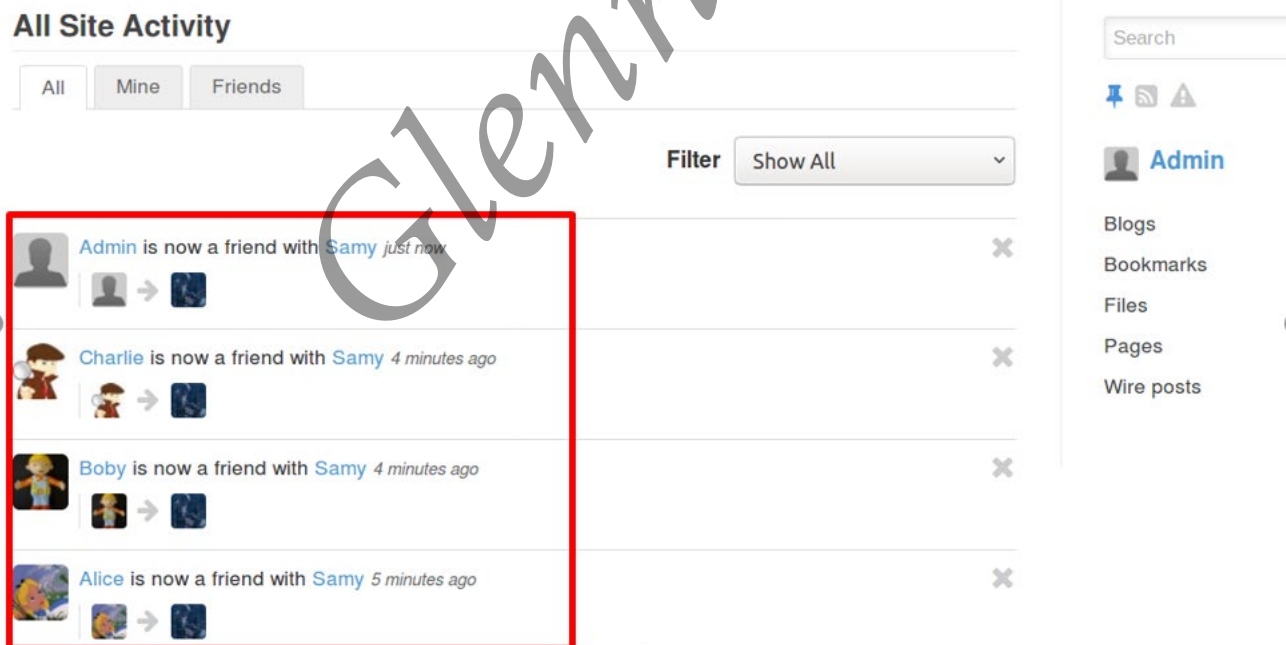 All Site Activity
All
Mine
Friends
Filter
Show All
Admin is now a friend with Samy just now
Charlie is now a friend with Samy 4 minutes ago
Boby is now a friend with Samy 4 minutes ago
Alice is now a friend with Samy 5 minutes ago
Search
Admin
Blogs
Bookmarks
Files
Pages
Wire posts